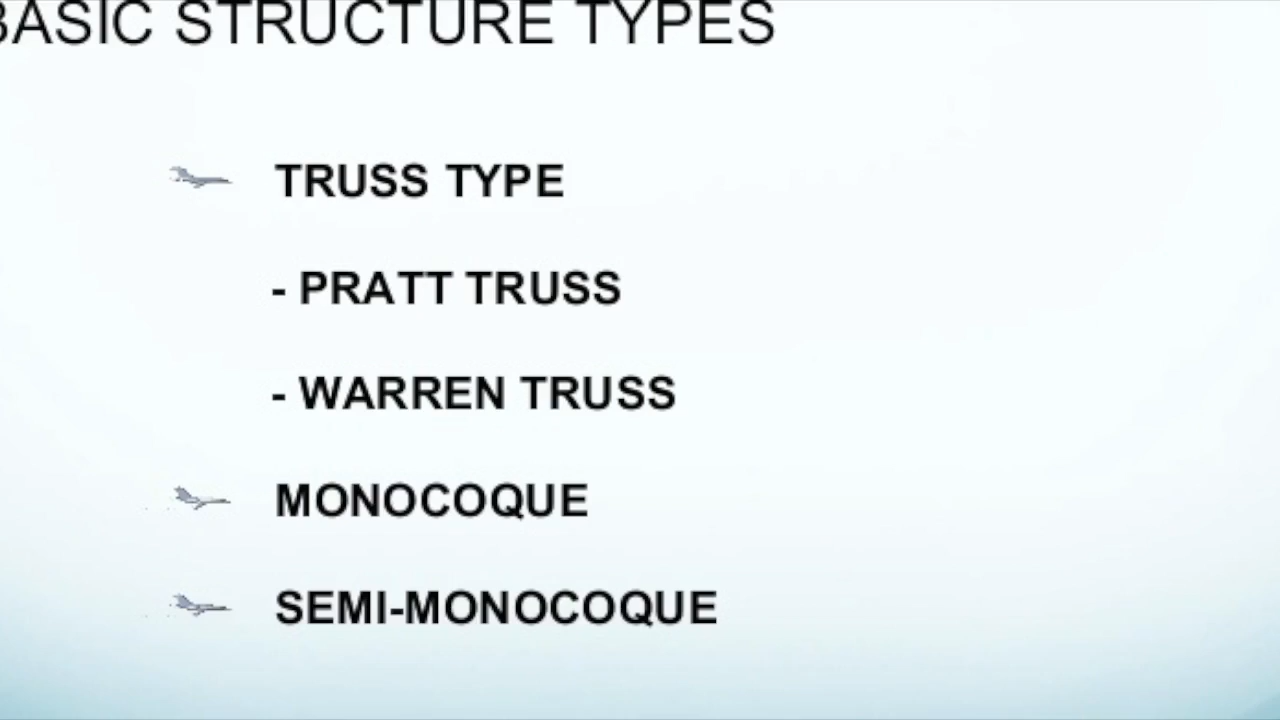 BASIC STRUCTURE TYPES
TRUSS TYPE
- PRATT TRUSS
- WARREN TRUSS
MONOCOQUE
SEMI-MONOCOQUE